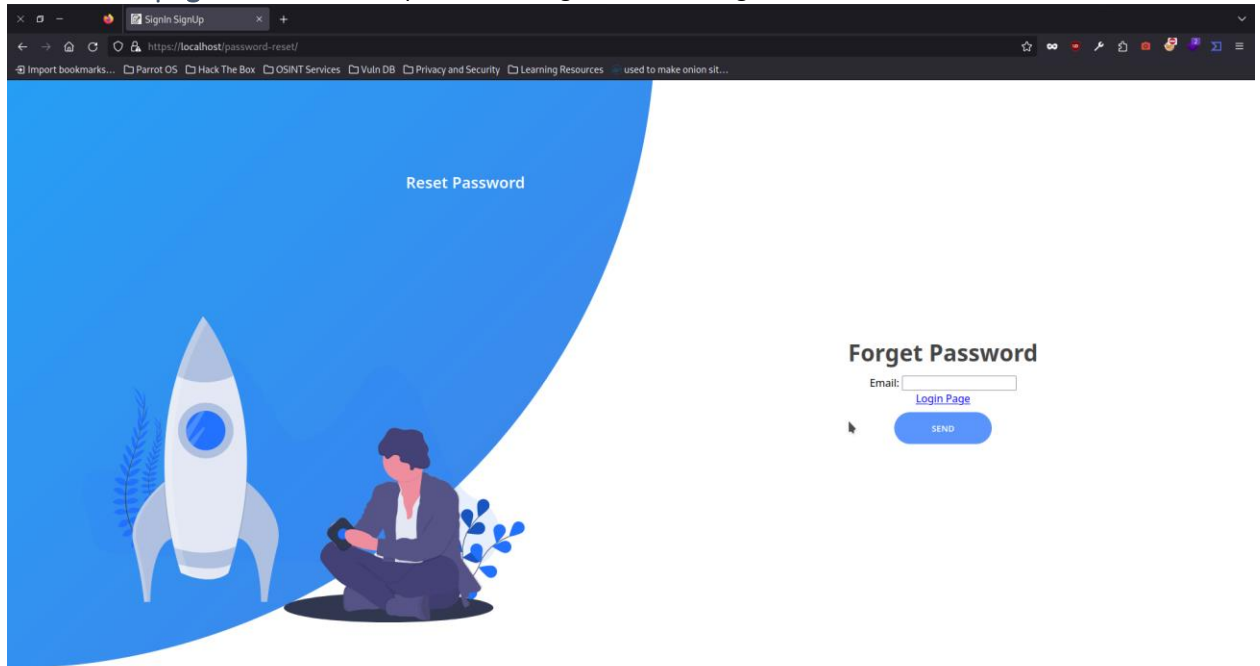 SignIn SignUp
https://localhost/password-reset/
Import bookmarks... Parrot OS Hack The Box OSINT Services Vuln DB Privacy and Security Learning Resources used to make onion sit...
Reset Password
Forget Password
Email:
Login Page
SEND